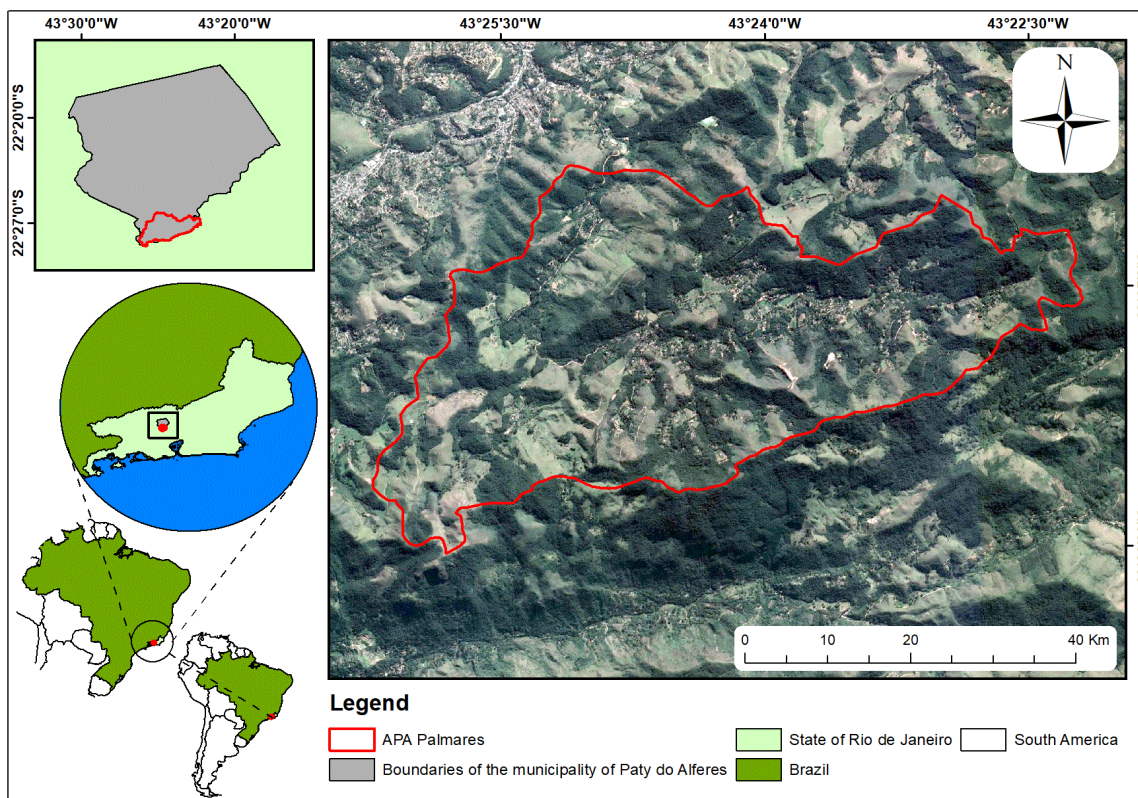 43°30'0"W 43°20'0"W 43°25'30"W 43°24'0"W 43°22'30"W
22°20'0"S
22°27'0"S
N
0 10 20 40 Km
Legend
APA Palmares
State of Rio de Janeiro
South America
Boundaries of the municipality of Paty do Alferes
Brazil